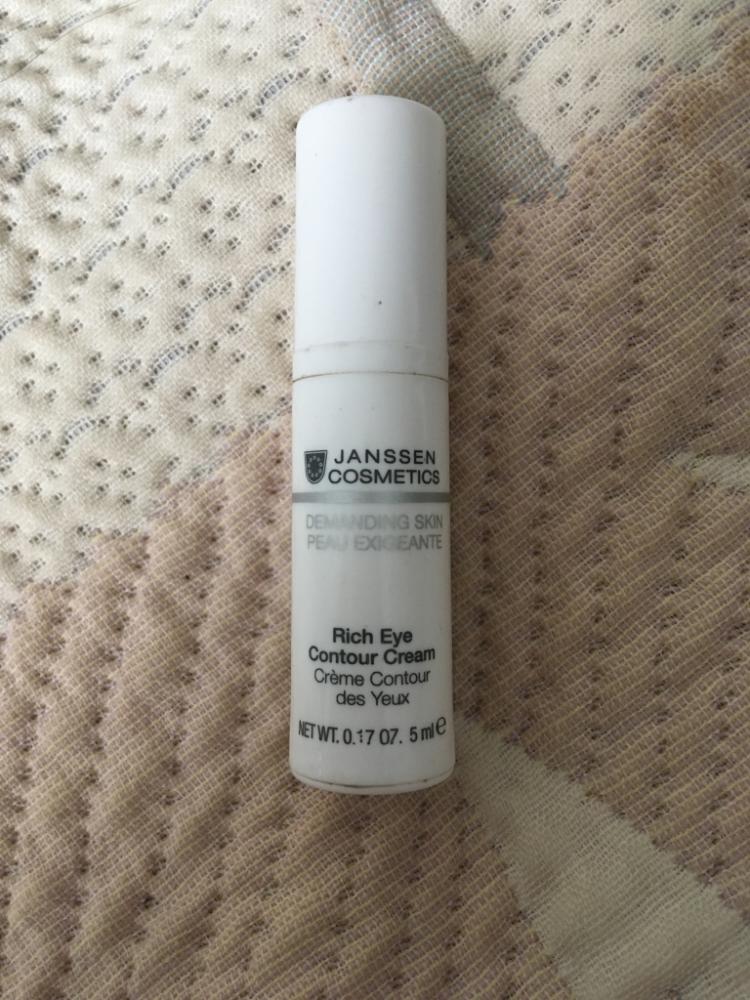 JANSSEN
COSMETICS
DEMANDING SKIN
PEAU EXIGEANTE
Rich Eye
Contour Cream
Crème Contour
des Yeux
NET WT. 0.17 OZ. 5 ml e